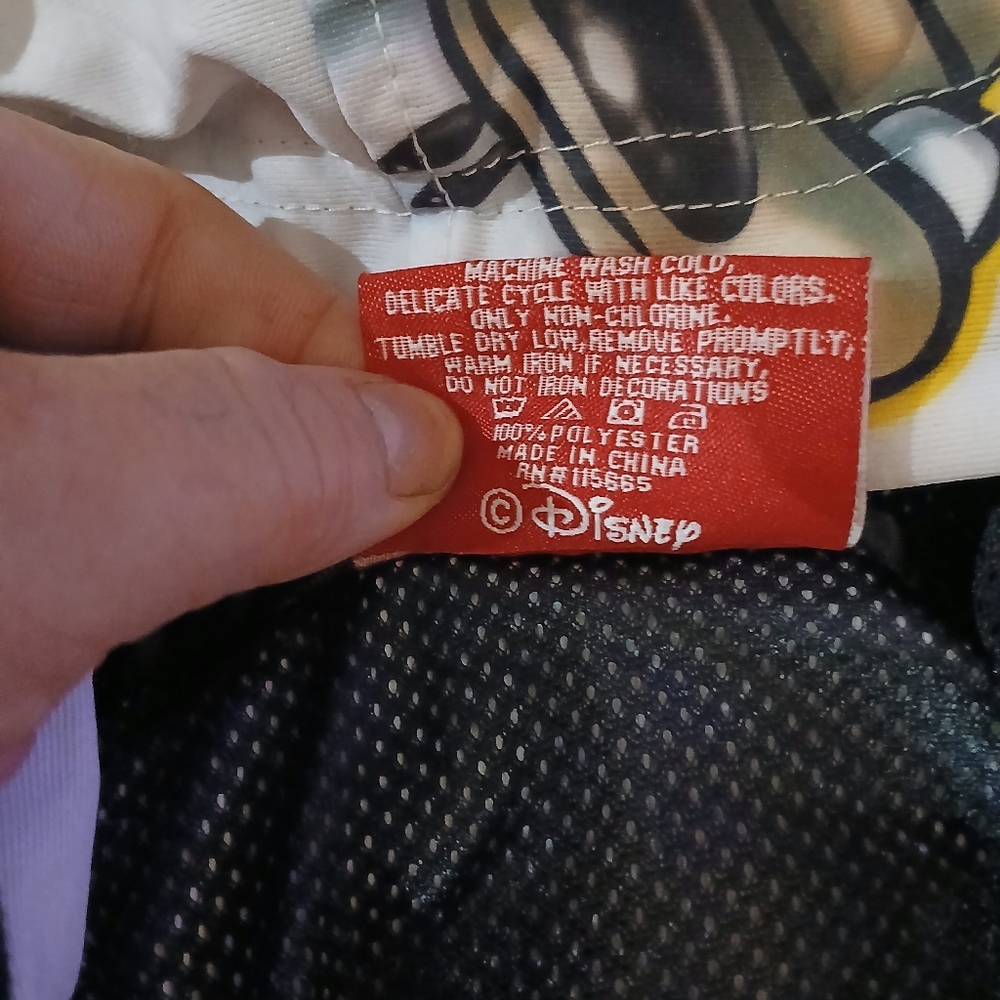 MACHINE WASH COLD,
DELICATE CYCLE WITH LIKE COLORS.
ONLY NON-CHLORINE.
TUMBLE DRY LOW, REMOVE PROMPTLY;
WARM IRON IF NECESSARY,
DO NOT IRON DECORATIONS
100% POLYESTER
MADE IN CHINA
RN# 115665
© Disney